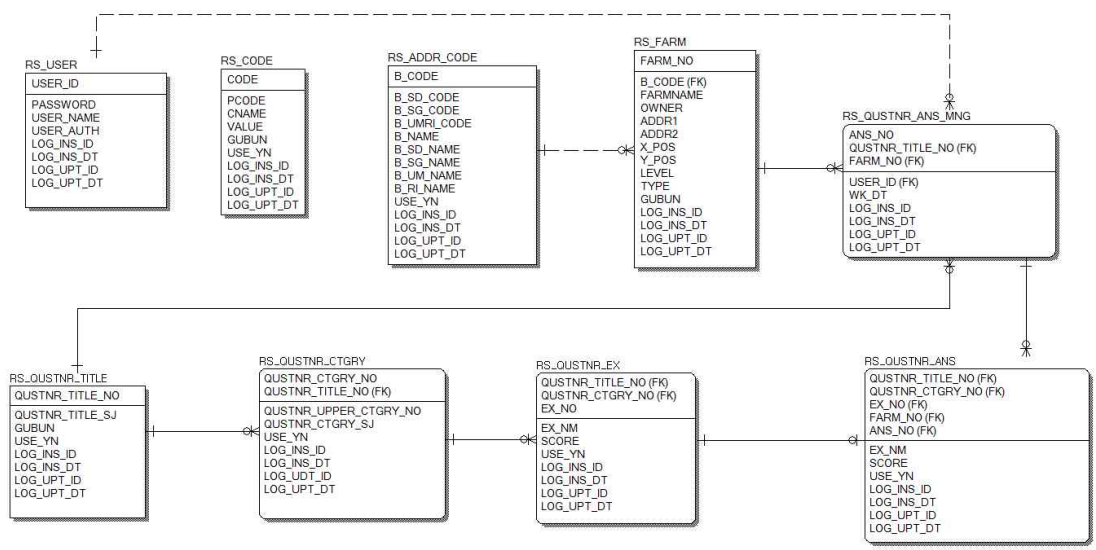 RS_USER
USER_ID
PASSWORD
USER_NAME
USER_AUTH
LOG_INS_ID
LOG_INS_DT
LOG_UPT_ID
LOG_UPT_DT
RS_CODE
CODE
PCODE
CNAME
VALUE
GUBUN
USE_YN
LOG_INS_ID
LOG_INS_DT
LOG_UPT_ID
LOG_UPT_DT
RS_ADDR_CODE
B_CODE
B_SD_CODE
B_SG_CODE
B_UMRI_CODE
B_NAME
B_SD_NAME
B_SG_NAME
B_UM_NAME
B_RI_NAME
USE_YN
LOG_INS_ID
LOG_INS_DT
LOG_UPT_ID
LOG_UPT_DT
RS_FARM
FARM_NO
B_CODE (FK)
FARMNAME
OWNER
ADDR1
ADDR2
X_POS
Y_POS
LEVEL
TYPE
GUBUN
LOG_INS_ID
LOG_INS_DT
LOG_UPT_ID
LOG_UPT_DT
RS_QUSTNR_ANS_MNG
ANS_NO
QUSTNR_TITLE_NO (FK)
FARM_NO (FK)
USER_ID (FK)
WK_DT
LOG_INS_ID
LOG_INS_DT
LOG_UPT_ID
LOG_UPT_DT
RS_QUSTNR_TITLE
QUSTNR_TITLE_NO
QUSTNR_TITLE_SJ
GUBUN
USE_YN
LOG_INS_ID
LOG_INS_DT
LOG_UPT_ID
LOG_UPT_DT
RS_QUSTNR_CTGRY
QUSTNR_CTGRY_NO
QUSTNR_TITLE_NO (FK)
QUSTNR_UPPER_CTGRY_NO
QUSTNR_CTGRY_SJ
USE_YN
LOG_INS_ID
LOG_INS_DT
LOG_UDT_ID
LOG_UPT_DT
RS_QUSTNR_EX
QUSTNR_TITLE_NO (FK)
QUSTNR_CTGRY_NO (FK)
EX_NO
EX_NM
SCORE
USE_YN
LOG_INS_ID
LOG_INS_DT
LOG_UPT_ID
LOG_UPT_DT
RS_QUSTNR_ANS
QUSTNR_TITLE_NO (FK)
QUSTNR_CTGRY_NO (FK)
EX_NO (FK)
FARM_NO (FK)
ANS_NO (FK)
EX_NM
SCORE
USE_YN
LOG_INS_ID
LOG_INS_DT
LOG_UPT_ID
LOG_UPT_DT